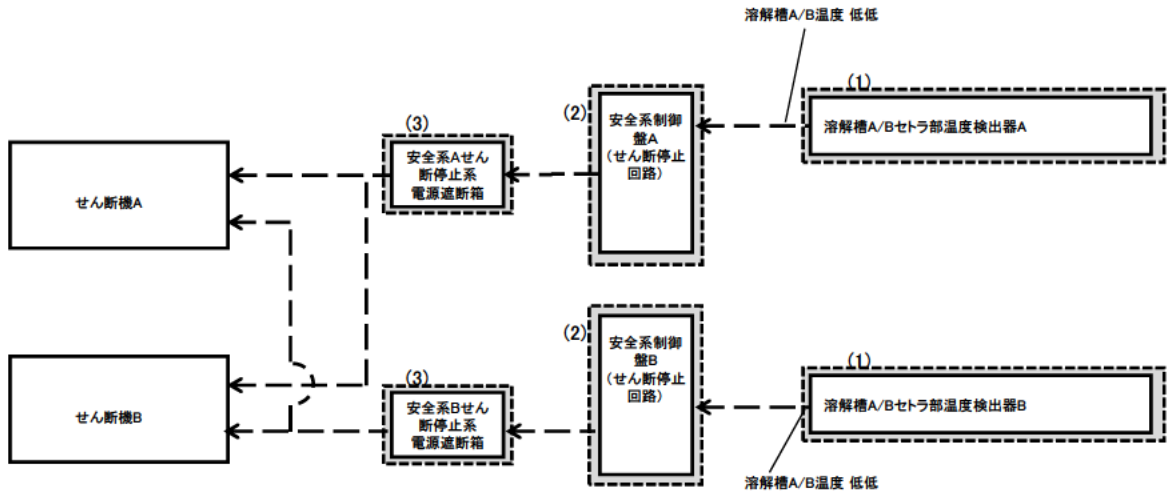 溶解槽A/B温度 低低
(1)
溶解槽A/Bセトラ部温度検出器A
(2)
安全系制御
盤A
(せん断停止
回路)
(3)
安全系Aせん
断停止系
電源遮断箱
せん断機A
(1)
溶解槽A/Bセトラ部温度検出器B
(2)
安全系制御
盤B
(せん断停止
回路)
(3)
安全系Bせん
断停止系
電源遮断箱
せん断機B
溶解槽A/B温度 低低